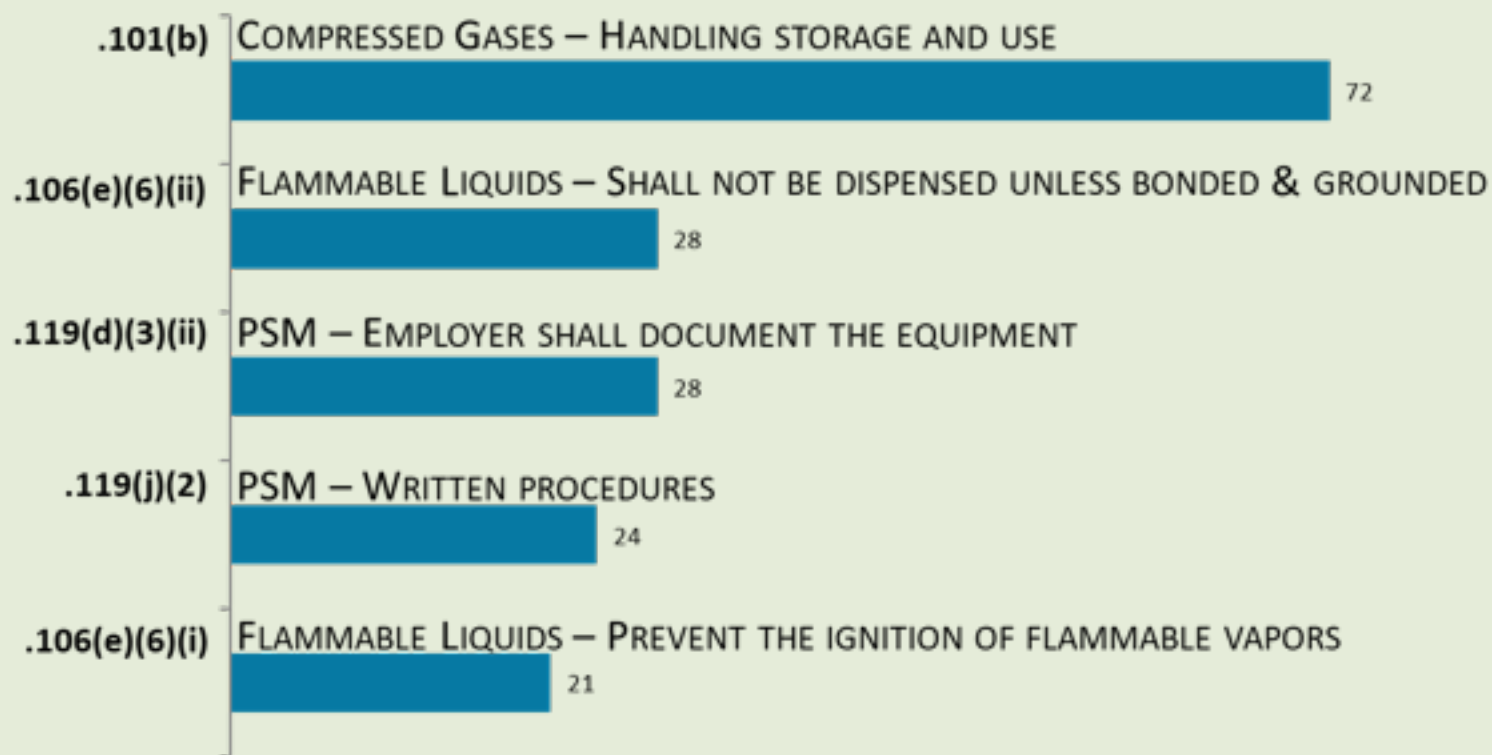 .101(b) COMPRESSED GASES – HANDLING STORAGE AND USE
72
.106(e)(6)(ii) FLAMMABLE LIQUIDS – SHALL NOT BE DISPENSED UNLESS BONDED & GROUNDED
28
.119(d)(3)(ii) PSM – EMPLOYER SHALL DOCUMENT THE EQUIPMENT
28
.119(j)(2) PSM – WRITTEN PROCEDURES
24
.106(e)(6)(i) FLAMMABLE LIQUIDS – PREVENT THE IGNITION OF FLAMMABLE VAPORS
21